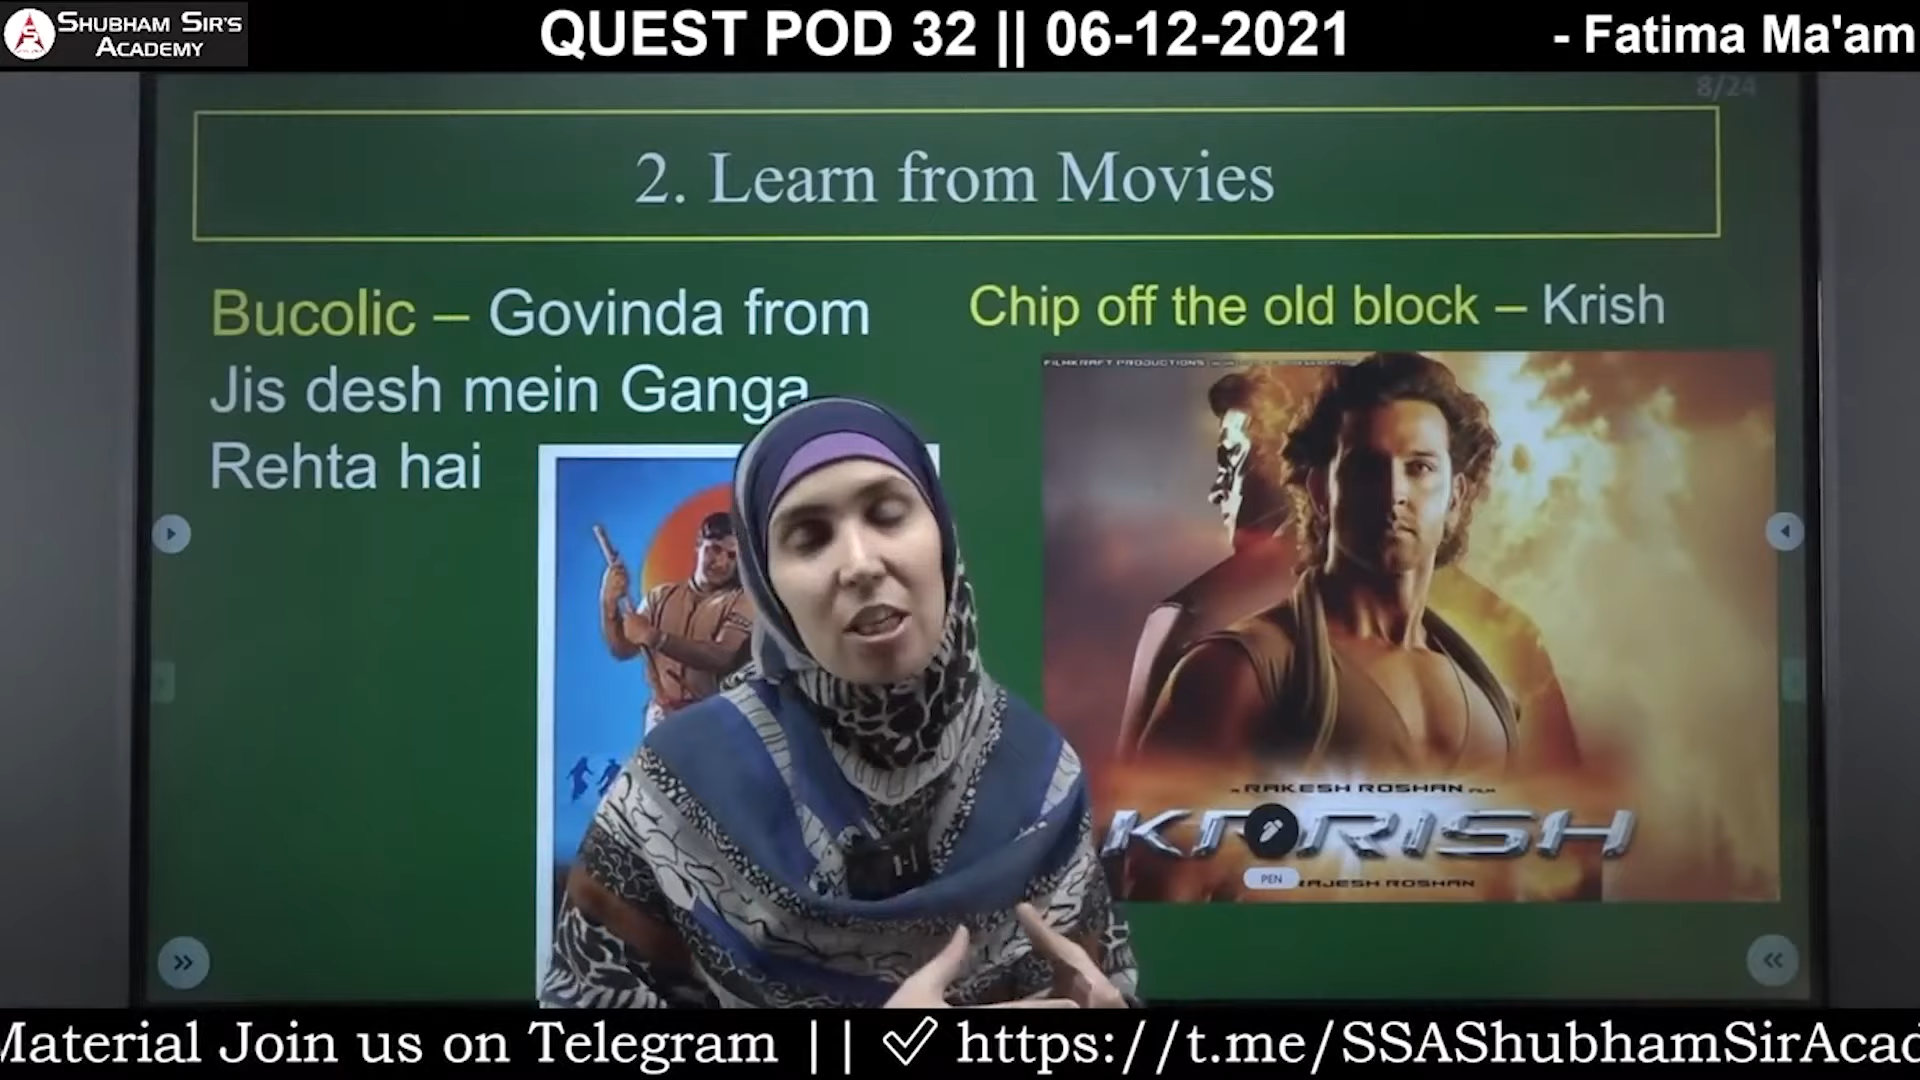 SHUBHAM SIR'S
ACADEMY
QUEST POD 32 || 06-12-2021
- Fatima Ma'am
8/24
2. Learn from Movies
Bucolic – Govinda from
Jis desh mein Ganga
Rehta hai
Chip off the old block – Krish
FILMKRAFT PRODUCTIONS
RAKESH ROSHAN
KRRISH
PEN
RAJESH ROSHAN
Material Join us on Telegram || ✓ https://t.me/SSAShubhamSirAcad